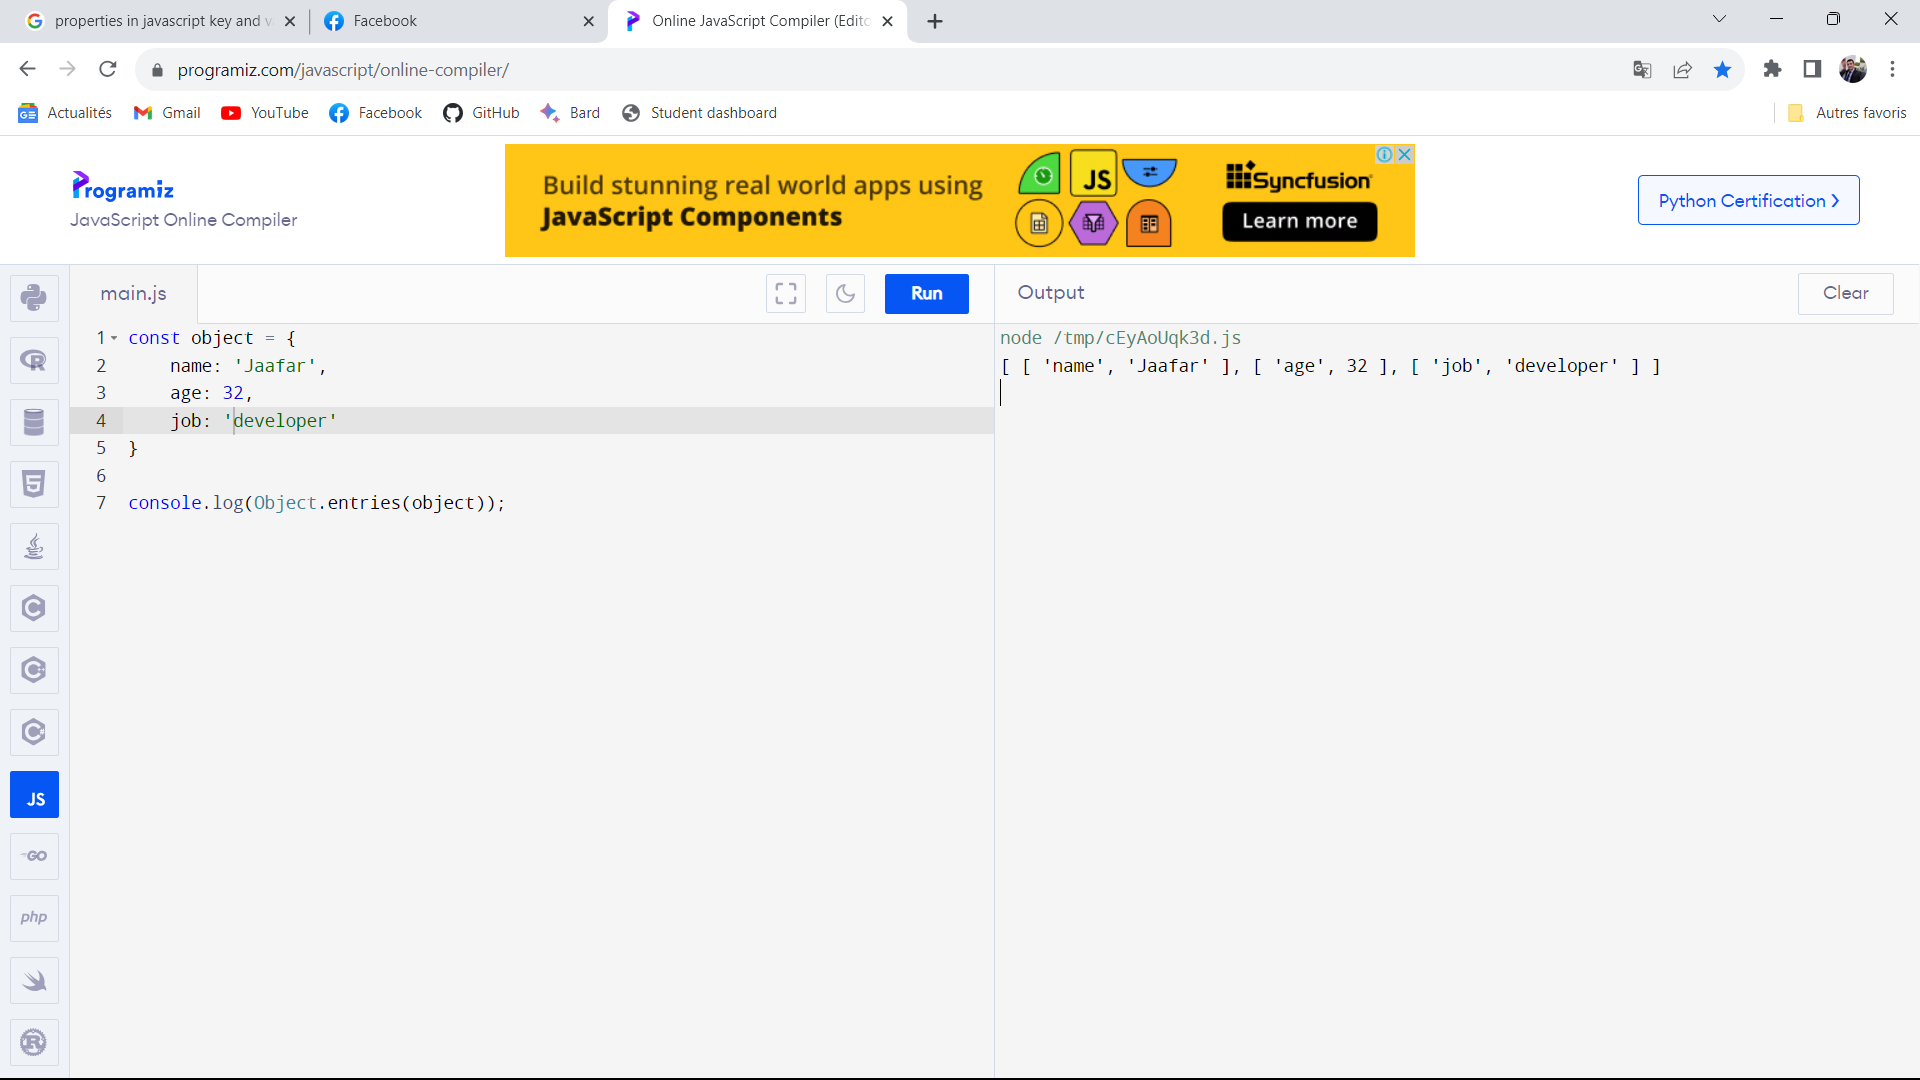 properties in javascript key and v
Facebook
Online JavaScript Compiler (Edito
programiz.com/javascript/online-compiler/
Actualités
Gmail
YouTube
Facebook
GitHub
Bard
Student dashboard
Autres favoris
Programiz
JavaScript Online Compiler
Build stunning real world apps using
JavaScript Components
JS
Syncfusion
Learn more
Python Certification >
main.js
Run
Output
Clear
1 const object = {
2 name: 'Jaafar',
3 age: 32,
4 job: 'developer'
5 }
6
7 console.log(Object.entries(object));
node /tmp/cEyAoUqk3d.js
[ [ 'name', 'Jaafar' ], [ 'age', 32 ], [ 'job', 'developer' ] ]
JS
GO
php